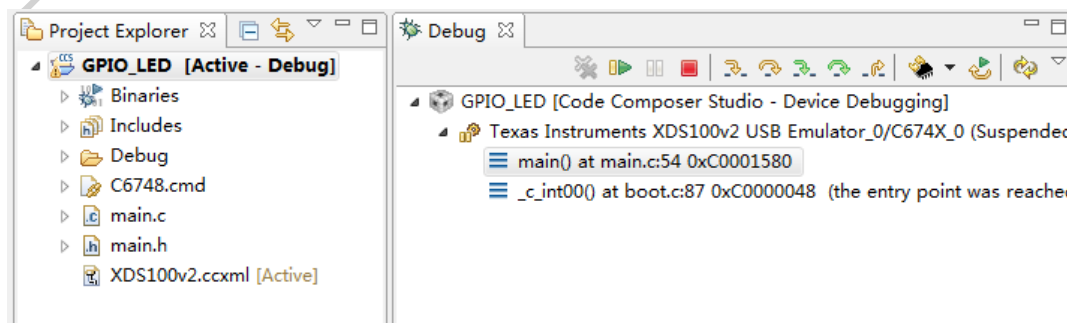 Project Explorer
GPIO_LED [Active - Debug]
Binaries
Includes
Debug
C6748.cmd
main.c
main.h
XDS100v2.ccxml [Active]
Debug
GPIO_LED [Code Composer Studio - Device Debugging]
Texas Instruments XDS100v2 USB Emulator_0/C674X_0 (Suspended
main() at main.c:54 0xC0001580
_c_int00() at boot.c:87 0xC0000048 (the entry point was reached